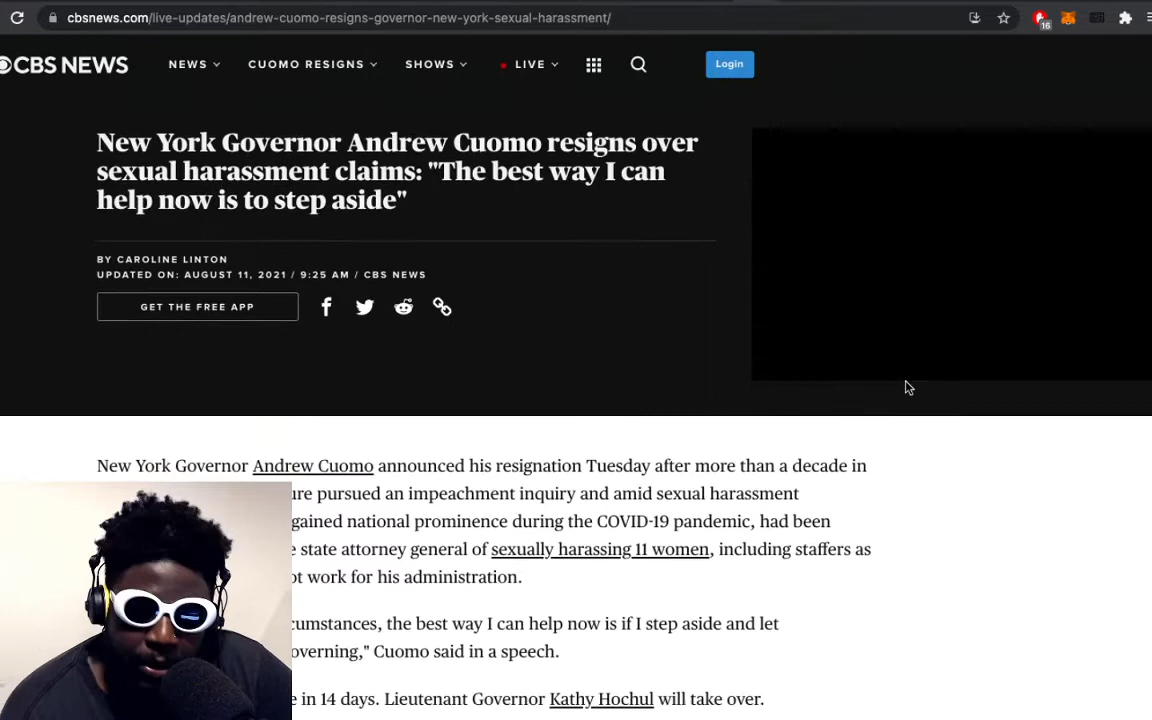 cbsnews.com/live-updates/andrew-cuomo-resigns-governor-new-york-sexual-harassment/
16
CBS NEWS NEWS CUOMO RESIGNS SHOWS LIVE Login
New York Governor Andrew Cuomo resigns over
sexual harassment claims: "The best way I can
help now is to step aside"
BY CAROLINE LINTON
UPDATED ON: AUGUST 11, 2021 / 9:25 AM / CBS NEWS
GET THE FREE APP
New York Governor Andrew Cuomo announced his resignation Tuesday after more than a decade in
pursued an impeachment inquiry and amid sexual harassment
gained national prominence during the COVID-19 pandemic, had been
state attorney general of sexually harassing 11 women, including staffers as
work for his administration.
the best way I can help now is if I step aside and let
Cuomo said in a speech.
in 14 days. Lieutenant Governor Kathy Hochul will take over.